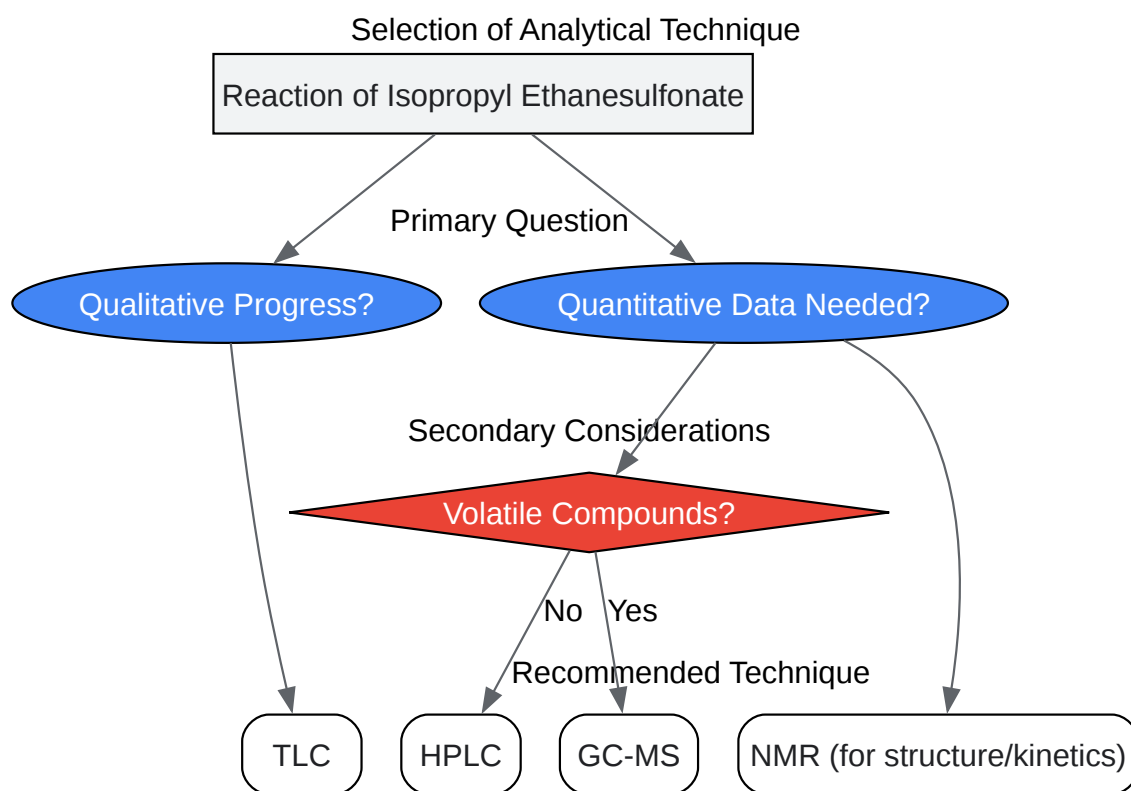 Selection of Analytical Technique
Reaction of Isopropyl Ethanesulfonate
Primary Question
Qualitative Progress?
Quantitative Data Needed?
Secondary Considerations
Volatile Compounds?
No
Yes
Recommended Technique
TLC
HPLC
GC-MS
NMR (for structure/kinetics)